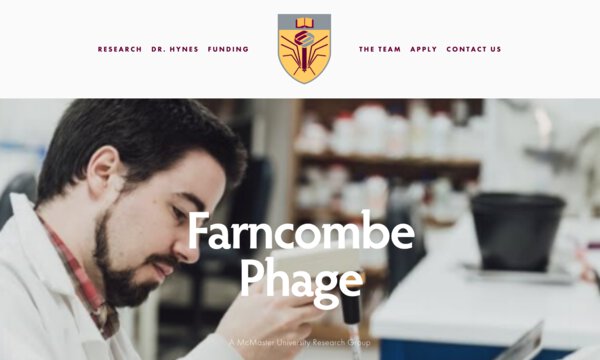 RESEARCH DR. HYNES FUNDING THE TEAM APPLY CONTACT US
Farncombe
Phage
A McMaster University Research Group